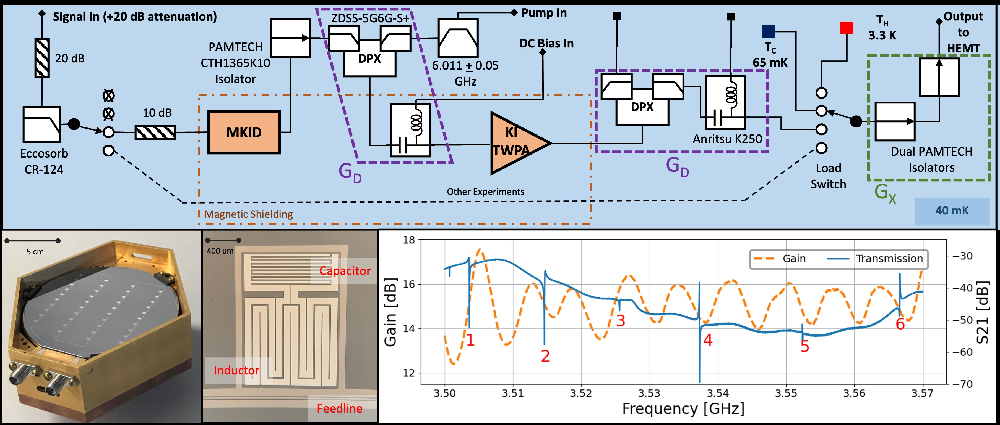 Signal In (+20 dB attenuation)
20 dB
Eccosorb
CR-124
10 dB
PAMTECH
CTH1365K10
Isolator
MKID
ZDSS-5G6G-S+
DPX
G_D
Pump In
6.011 ± 0.05
GHz
DC Bias In
KI
TWPA
DPX
Anritsu K250
G_D
T_C
65 mK
T_H
3.3 K
Output
to
HEMT
Load
Switch
Dual PAMTECH
Isolators
G_X
40 mK
Other Experiments
Magnetic Shielding
5 cm
400 um
Capacitor
Inductor
Feedline
Gain [dB]
18
16
14
12
Gain
Transmission
1
2
3
4
5
6
−30
−40
−50
−60
−70
S21 [dB]
3.50 3.51 3.52 3.53 3.54 3.55 3.56 3.57
Frequency [GHz]